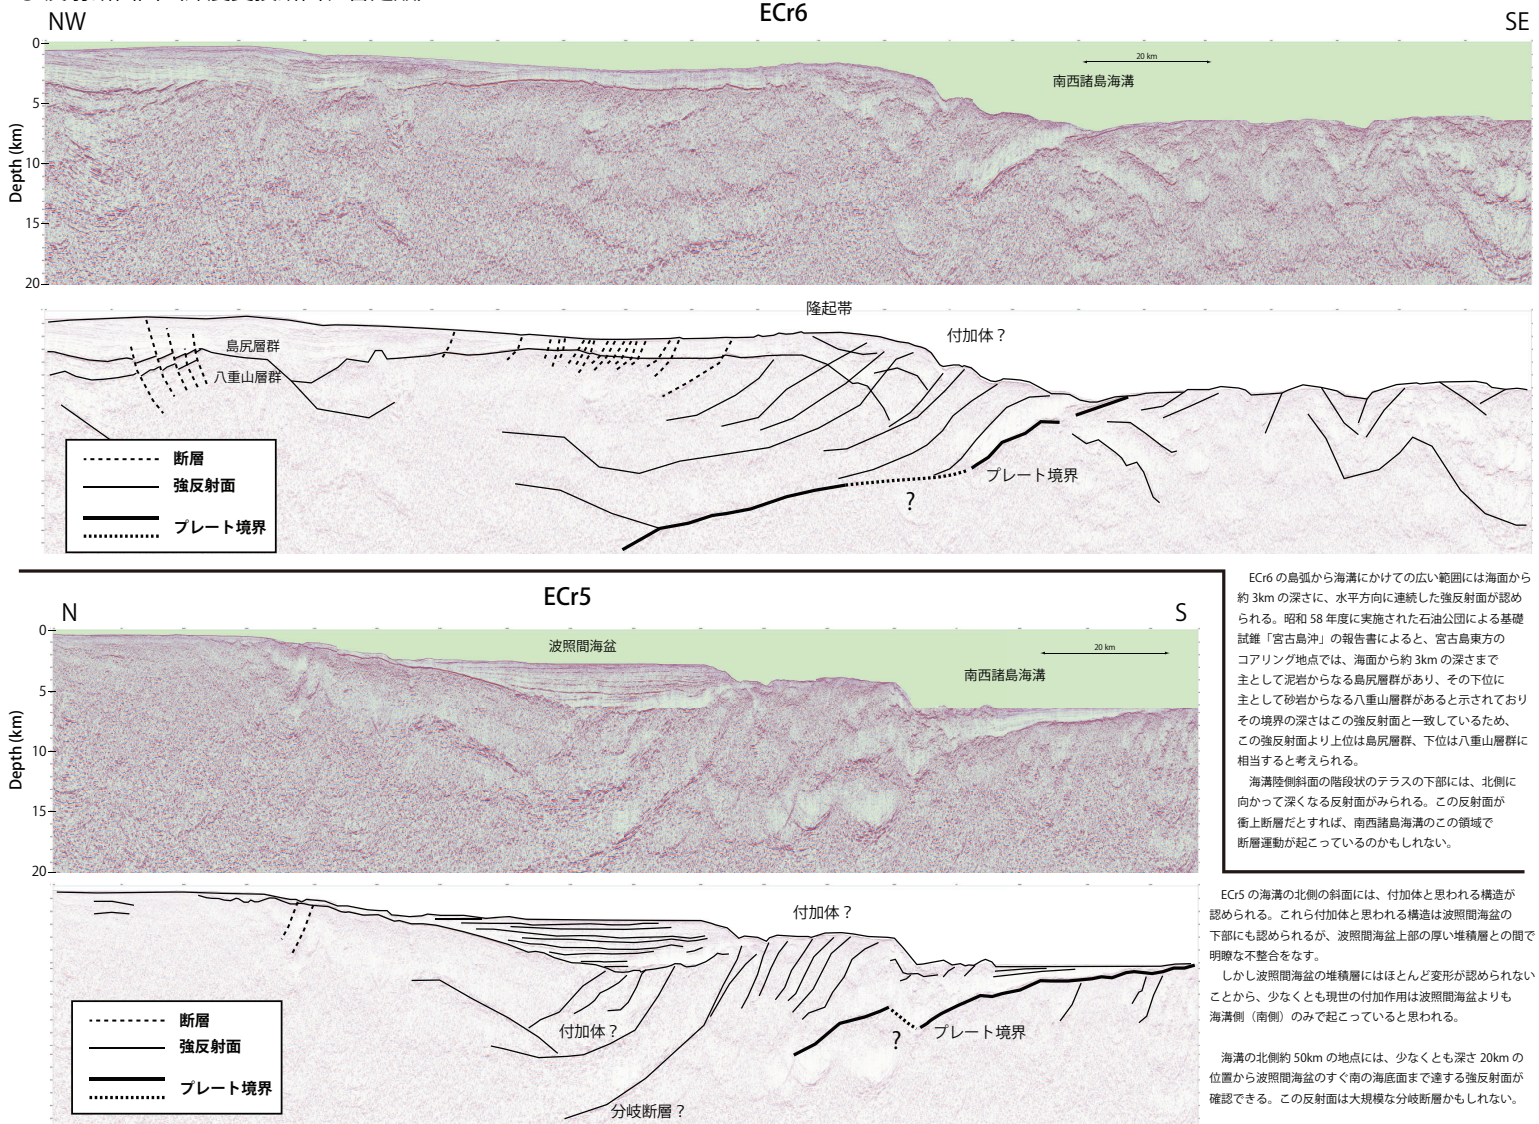 ECr6
NW
SE
0
5
10
15
20
Depth (km)
20 km
南西諸島海溝
隆起帯
付加体？
島尻層群
八重山層群
プレート境界
?
断層
強反射面
プレート境界
ECr5
N
S
0
5
10
15
20
Depth (km)
波照間海盆
20 km
南西諸島海溝
付加体？
付加体？
プレート境界
?
分岐断層？
断層
強反射面
プレート境界
ECr6 の島弧から海溝にかけての広い範囲には海面から
約 3km の深さに、水平方向に連続した強反射面が認め
られる。昭和 58 年度に実施された石油公団による基礎
試錐「宮古島沖」の報告書によると、宮古島東方の
コアリング地点では、海面から約 3km の深さまで
主として泥岩からなる島尻層群があり、その下位に
主として砂岩からなる八重山層群があると示されており
その境界の深さはこの強反射面と一致しているため、
この強反射面より上位は島尻層群、下位は八重山層群に
相当すると考えられる。
海溝陸側斜面の階段状のテラスの下部には、北側に
向かって深くなる反射面がみられる。この反射面が
衝上断層だとすれば、南西諸島海溝のこの領域で
断層運動が起こっているのかもしれない。
ECr5 の海溝の北側の斜面には、付加体と思われる構造が
認められる。これら付加体と思われる構造は波照間海盆の
下部にも認められるが、波照間海盆上部の厚い堆積層との間で
明瞭な不整合をなす。
しかし波照間海盆の堆積層にはほとんど変形が認められない
ことから、少なくとも現世の付加作用は波照間海盆よりも
海溝側（南側）のみで起こっていると思われる。
海溝の北側約 50km の地点には、少なくとも深さ 20km の
位置から波照間海盆のすぐ南の海底面まで達する強反射面が
確認できる。この反射面は大規模な分岐断層かもしれない。